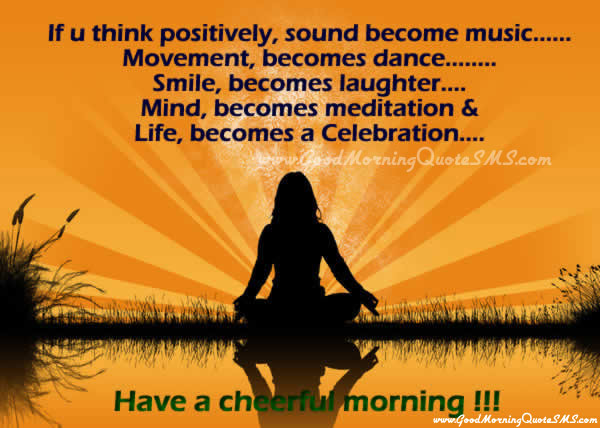 If u think positively, sound become music......
Movement, becomes dance........
Smile, becomes laughter....
Mind, becomes meditation &
Life, becomes a Celebration....
www.GoodMorningQuoteSMS.com
Have a cheerful morning !!!
www.GoodMorningQuoteSMS.com